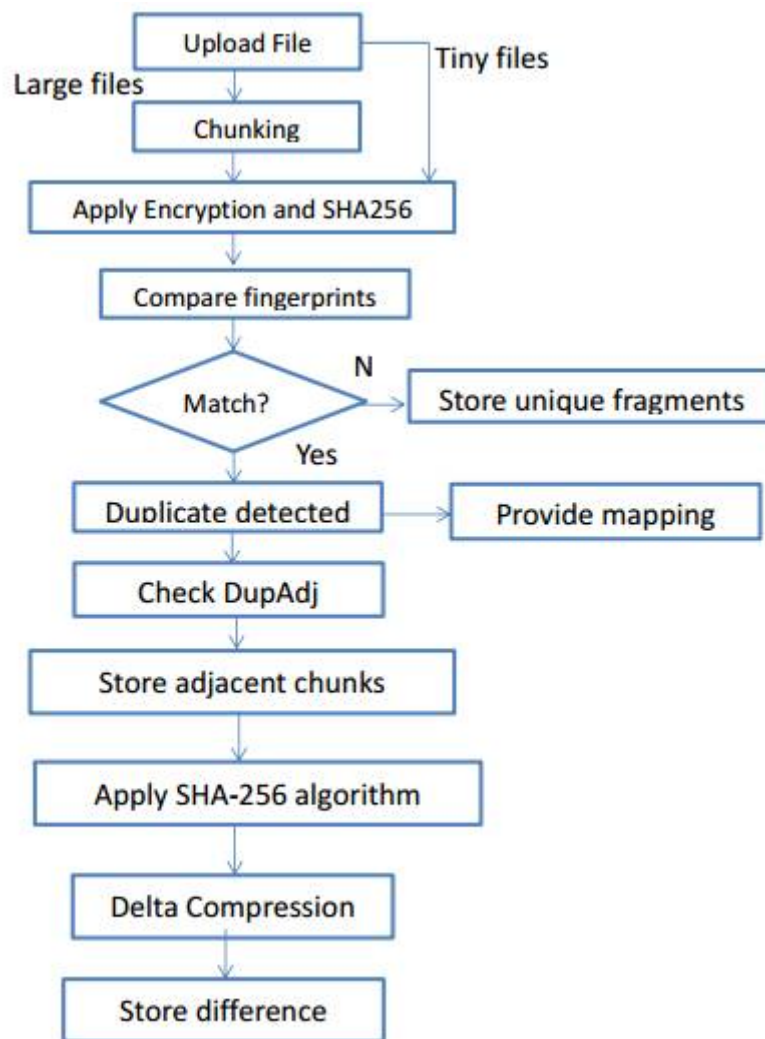 Upload File
Tiny files
Large files
Chunking
Apply Encryption and SHA256
Compare fingerprints
N
Match?
Store unique fragments
Yes
Duplicate detected
Provide mapping
Check DupAdj
Store adjacent chunks
Apply SHA-256 algorithm
Delta Compression
Store difference